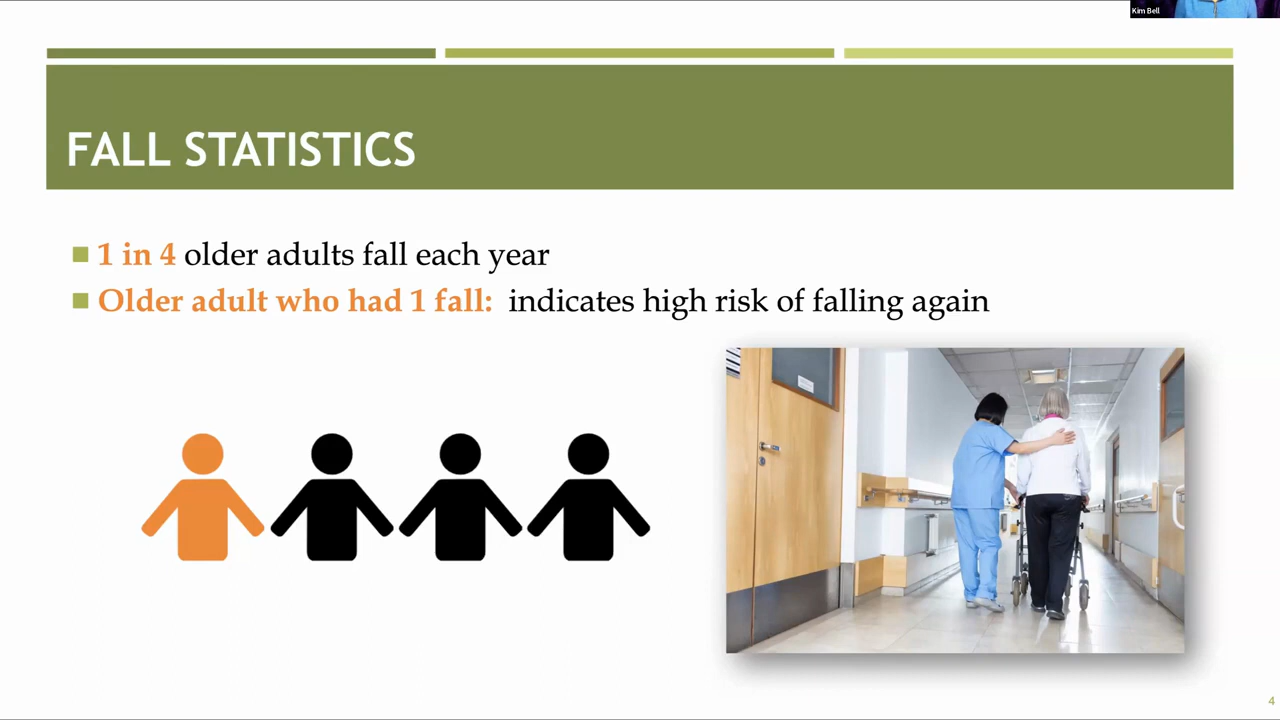 Kim Bell
FALL STATISTICS
1 in 4 older adults fall each year
Older adult who had 1 fall: indicates high risk of falling again
4